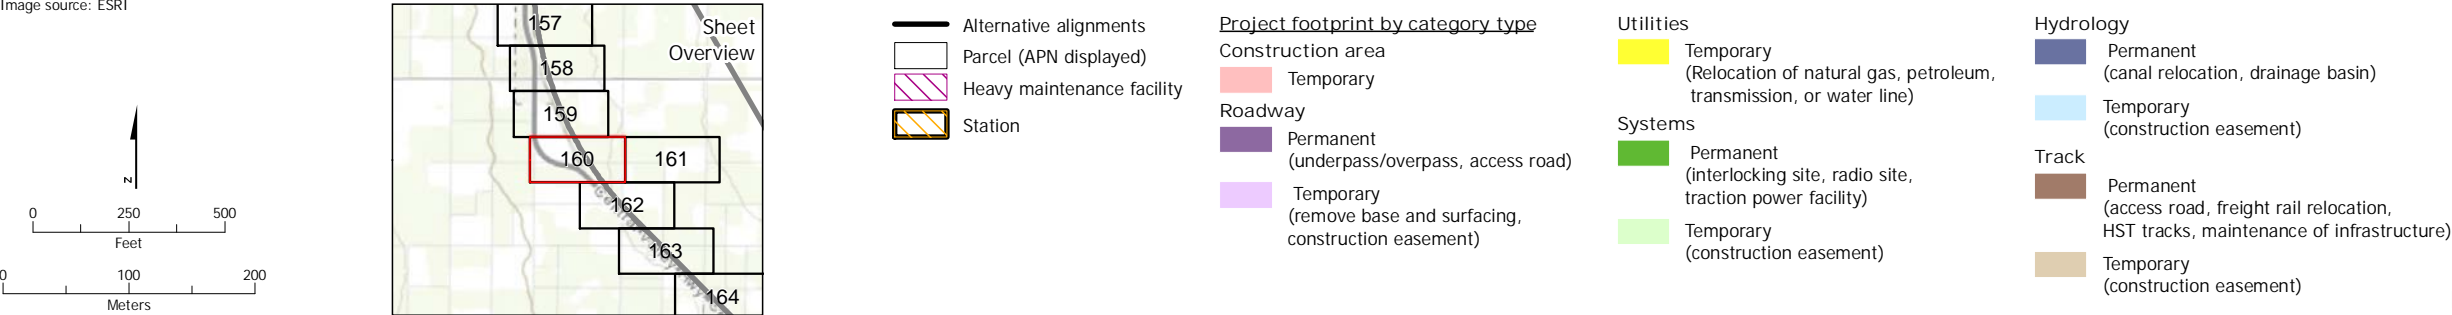 Image source: ESRI
N
0 250 500
Feet
0 100 200
Meters
Sheet
Overview
157
158
159
160
161
162
163
164
Alternative alignments
Parcel (APN displayed)
Heavy maintenance facility
Station
Project footprint by category type
Construction area
Temporary
Roadway
Permanent
(underpass/overpass, access road)
Temporary
(remove base and surfacing,
construction easement)
Utilities
Temporary
(Relocation of natural gas, petroleum,
transmission, or water line)
Systems
Permanent
(interlocking site, radio site,
traction power facility)
Temporary
(construction easement)
Hydrology
Permanent
(canal relocation, drainage basin)
Temporary
(construction easement)
Track
Permanent
(access road, freight rail relocation,
HST tracks, maintenance of infrastructure)
Temporary
(construction easement)